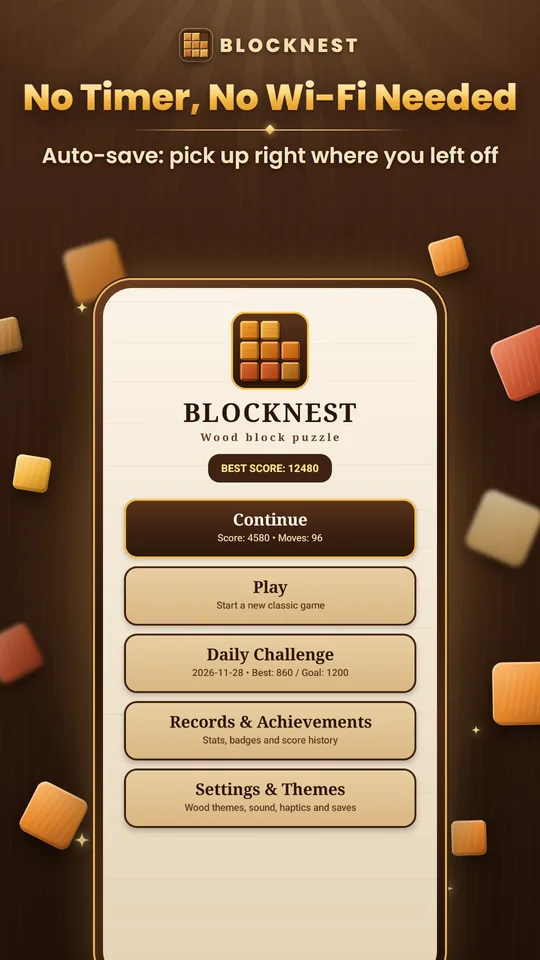 BLOCKNEST
No Timer, No Wi-Fi Needed
Auto-save: pick up right where you left off
BLOCKNEST
Wood block puzzle
BEST SCORE: 12480
Continue
Score: 4580 • Moves: 96
Play
Start a new classic game
Daily Challenge
2026-11-28 • Best: 860 / Goal: 1200
Records & Achievements
Stats, badges and score history
Settings & Themes
Wood themes, sound, haptics and saves